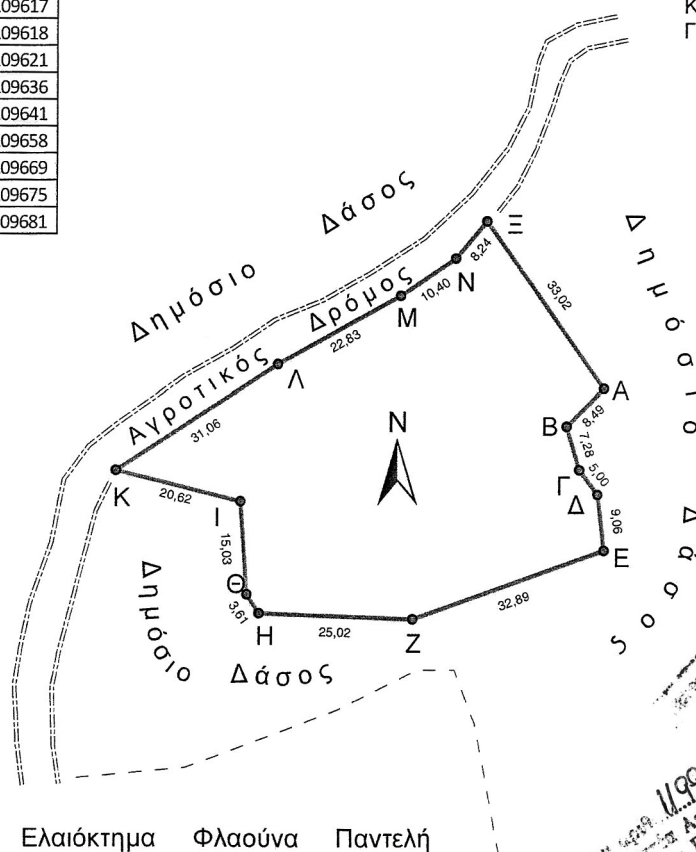 09617
09618
09621
09636
09641
09658
09669
09675
09681
Κ
Γ
Δημόσιο Δάσος
Αγροτικός Δρόμος
Ξ
8,24
Ν
10,40
Μ
22,83
Λ
31,06
Κ
33,02
Α
8,49
Β
7,28
Γ
5,00
Δ
9,06
Ε
32,89
Ζ
25,02
Η
3,61
Θ
15,03
Ι
20,62
N
Δημόσιο Δάσος
Δημόσιο Δάσος
Ελαιόκτημα Φλαούνα Παντελή